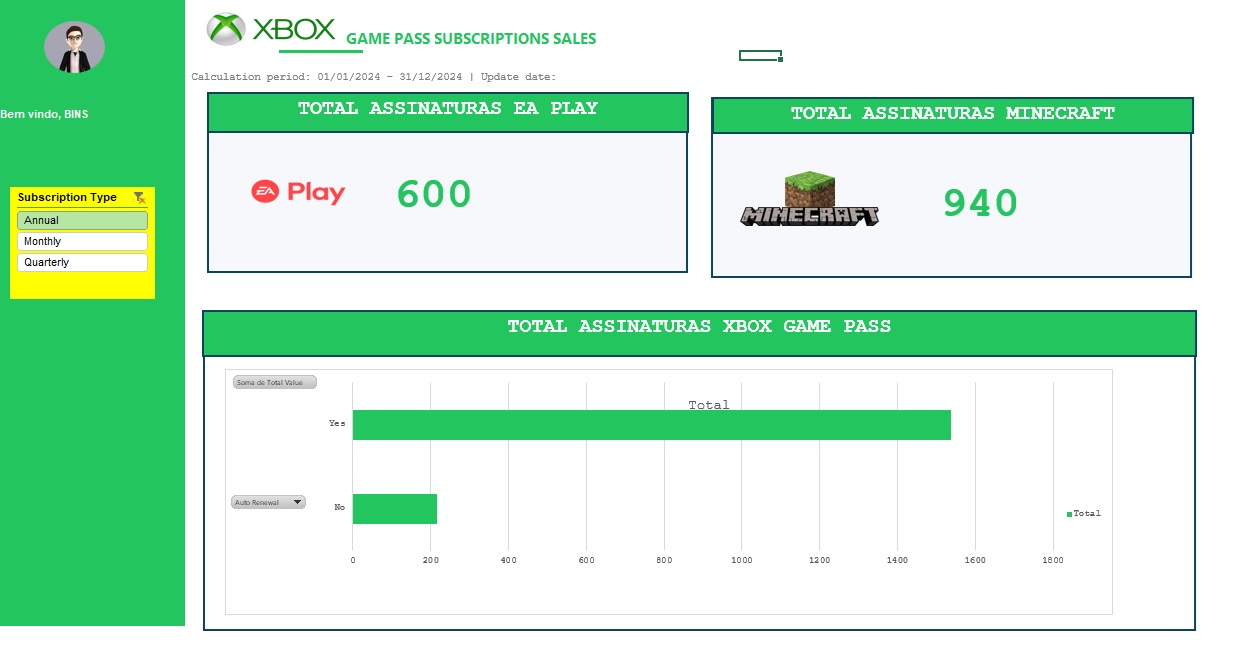 XBOX
GAME PASS SUBSCRIPTIONS SALES
Calculation period: 01/01/2024 - 31/12/2024 | Update date:
Bem vindo, BINS
Subscription Type
Annual
Monthly
Quarterly
TOTAL ASSINATURAS EA PLAY
EA Play
600
TOTAL ASSINATURAS MINECRAFT
MINECRAFT
940
TOTAL ASSINATURAS XBOX GAME PASS
Soma de Total Value
Total
Yes
Auto Renewal
No
Total
0 200 400 600 800 1000 1200 1400 1600 1800